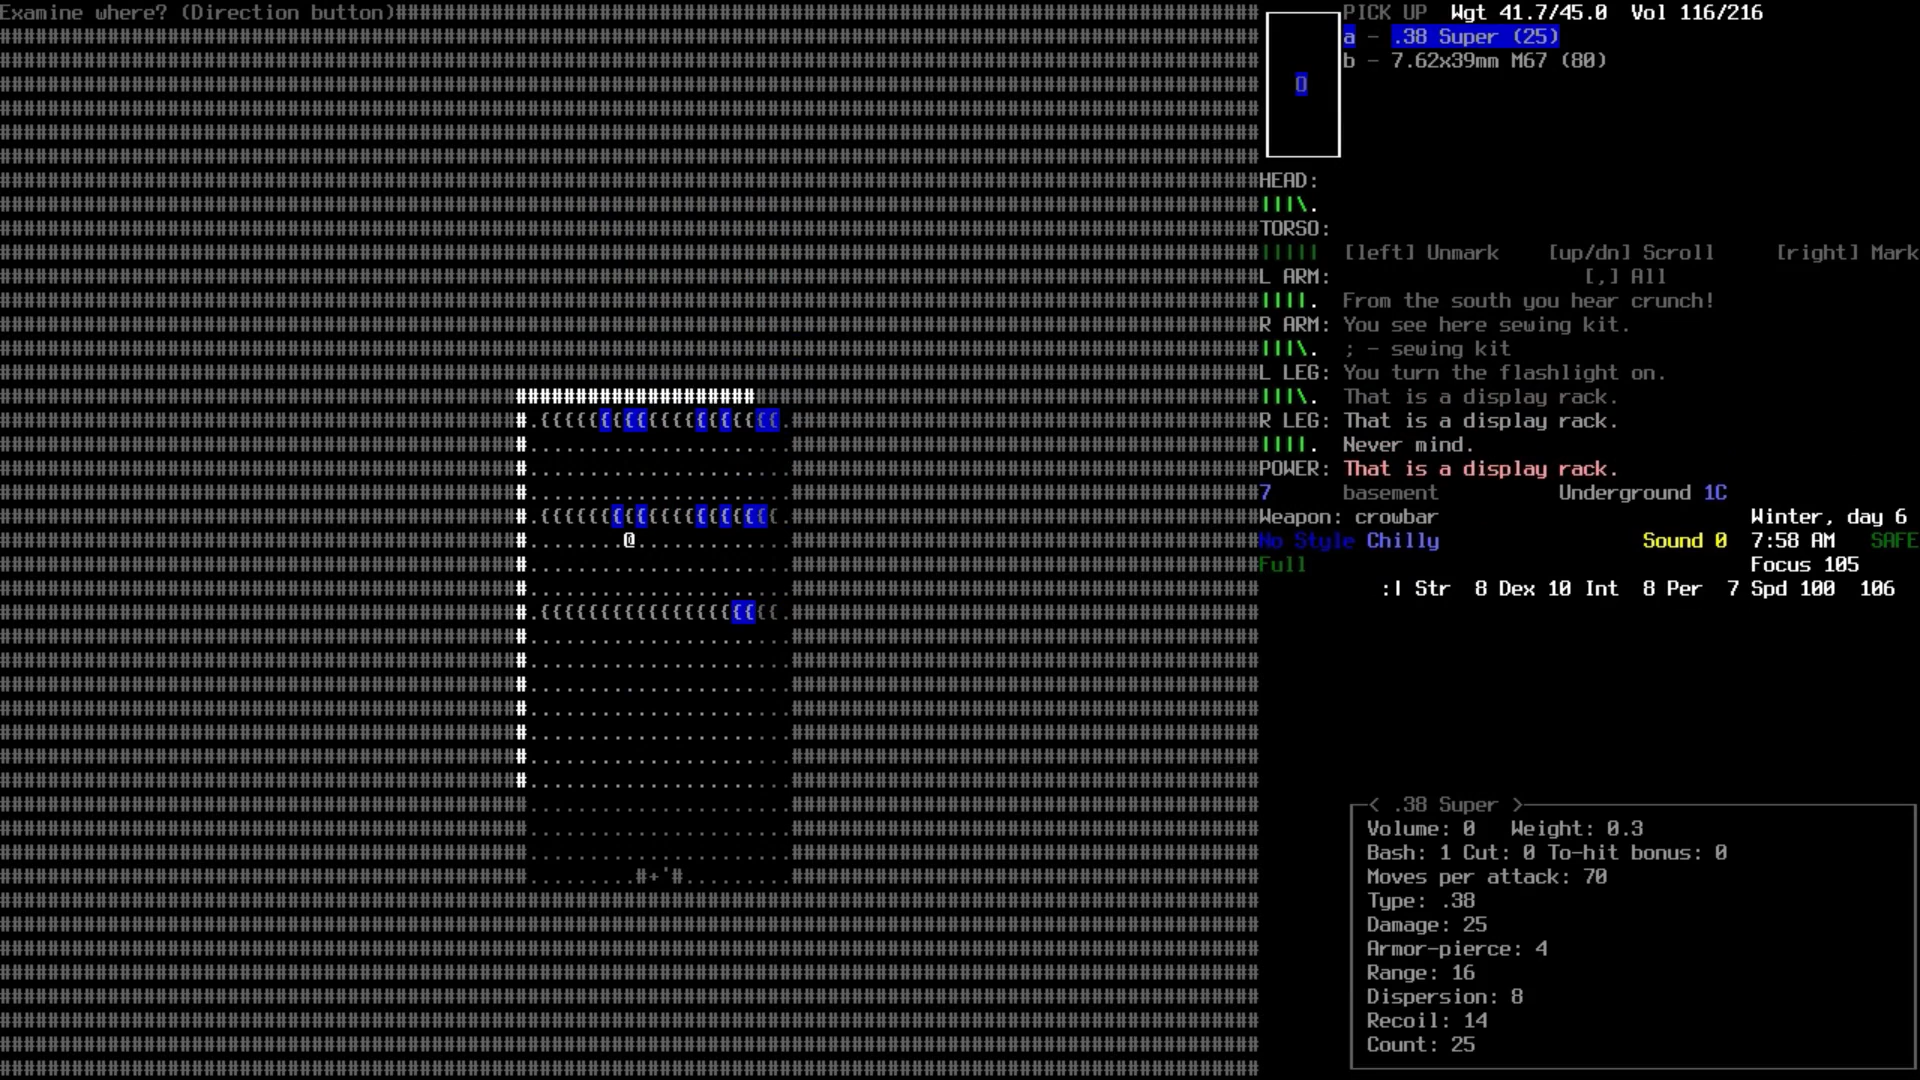 Examine where? (Direction button)
PICK UP  Wgt 41.7/45.0  Vol 116/216
a - .38 Super (25)
b - 7.62x39mm M67 (80)
0
HEAD:
|||\.
TORSO:
||||| [left] Unmark    [up/dn] Scroll    [right] Mark
L ARM: [,] All
||||. From the south you hear crunch!
R ARM: You see here sewing kit.
|||\. ; - sewing kit
L LEG: You turn the flashlight on.
|||\. That is a display rack.
R LEG: That is a display rack.
||||. Never mind.
POWER: That is a display rack.
7 basement Underground 1C
Weapon: crowbar Winter, day 6
No Style Chilly Sound 0 7:58 AM SAFE
Full Focus 105
:| Str  8 Dex 10 Int  8 Per  7 Spd 100  106
@
#+'#
< .38 Super >
Volume: 0   Weight: 0.3
Bash: 1 Cut: 0 To-hit bonus: 0
Moves per attack: 70
Type: .38
Damage: 25
Armor-pierce: 4
Range: 16
Dispersion: 8
Recoil: 14
Count: 25